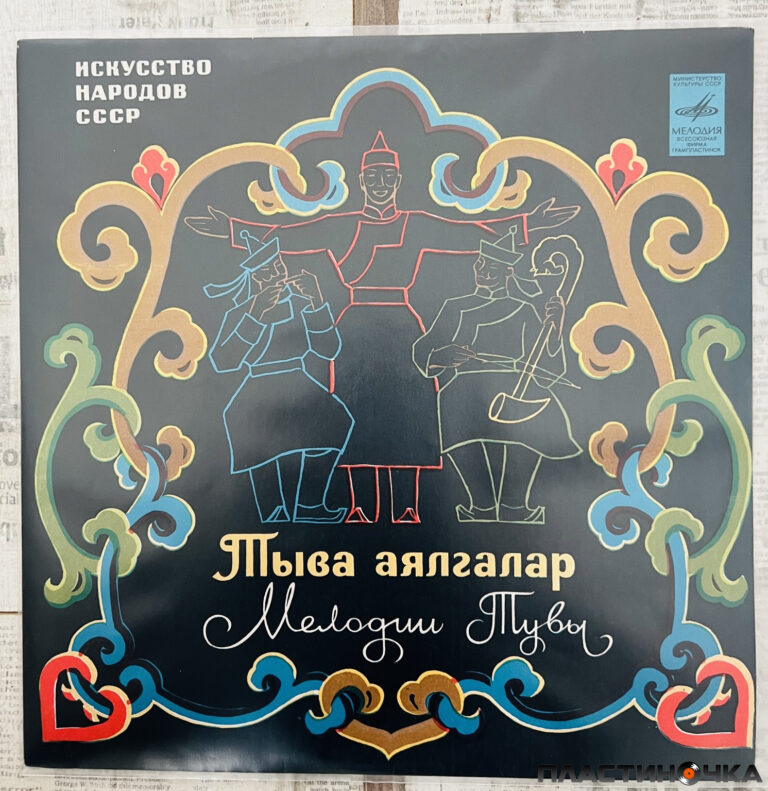 ИСКУССТВО
НАРОДОВ
СССР
МИНИСТЕРСТВО
КУЛЬТУРЫ СССР
МЕЛОДИЯ
ВСЕСОЮЗНАЯ
ФИРМА
ГРАМПЛАСТИНОК
Тыва аялгалар
Мелодии Тувы
ПЛАСТИНОЧКА